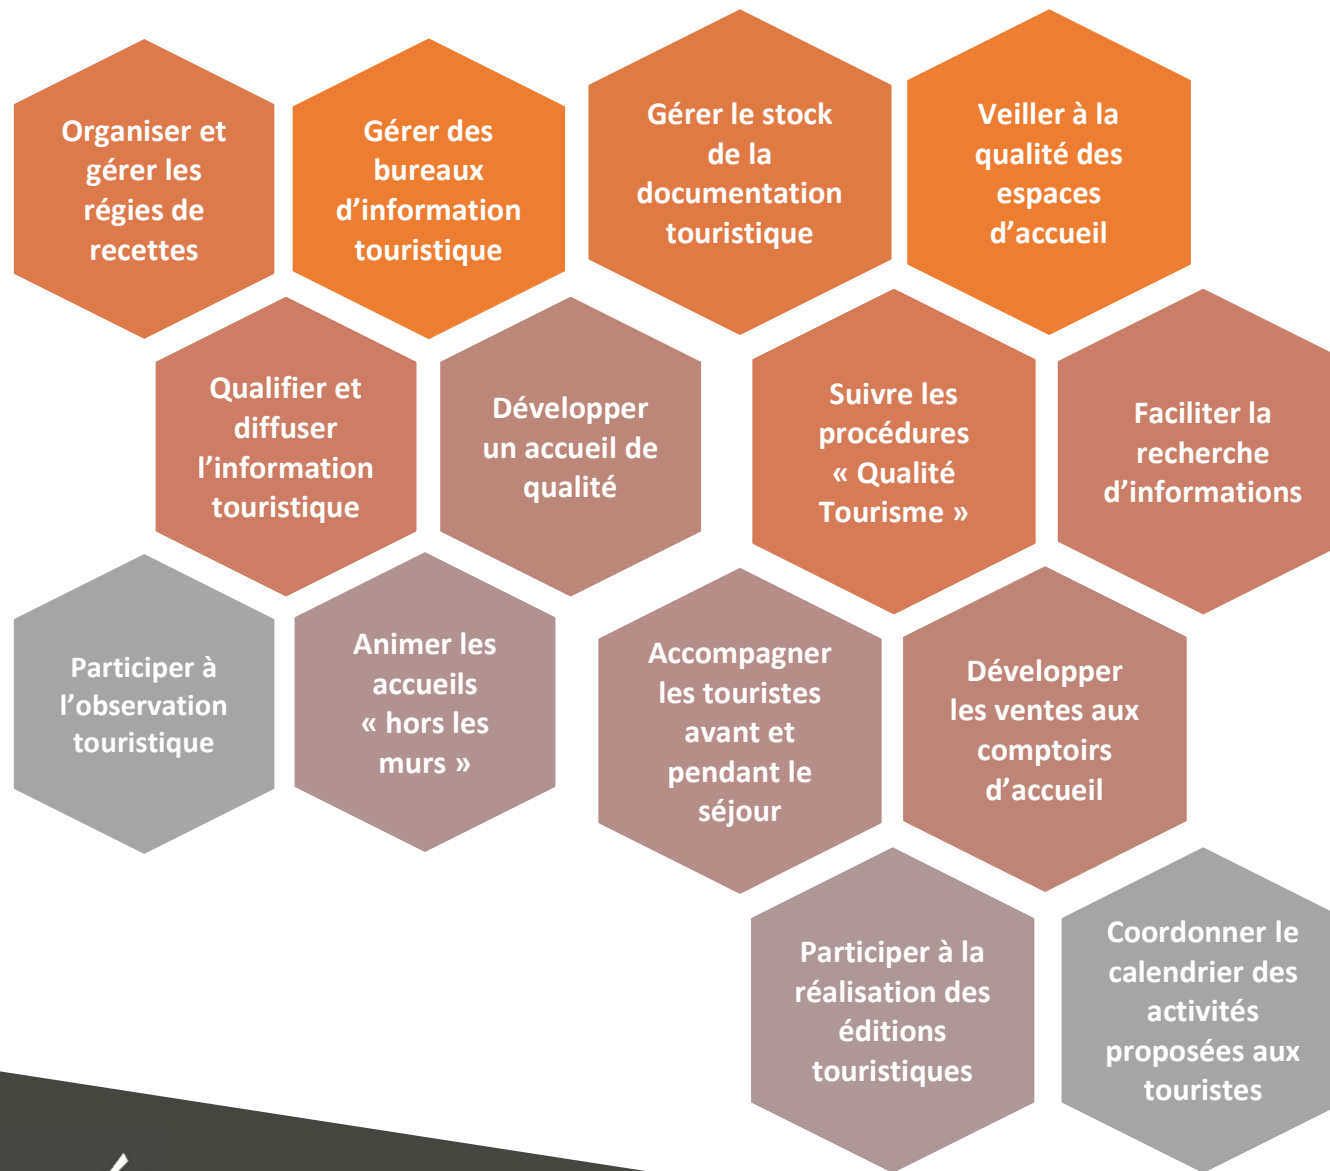 Organiser et
gérer les
régies de
recettes
Gérer des
bureaux
d’information
touristique
Gérer le stock
de la
documentation
touristique
Veiller à la
qualité des
espaces
d’accueil
Qualifier et
diffuser
l’information
touristique
Développer
un accueil de
qualité
Suivre les
procédures
« Qualité
Tourisme »
Faciliter la
recherche
d’informations
Participer à
l’observation
touristique
Animer les
accueils
« hors les
murs »
Accompagner
les touristes
avant et
pendant le
séjour
Développer
les ventes aux
comptoirs
d’accueil
Participer à la
réalisation des
éditions
touristiques
Coordonner le
calendrier des
activités
proposées aux
touristes